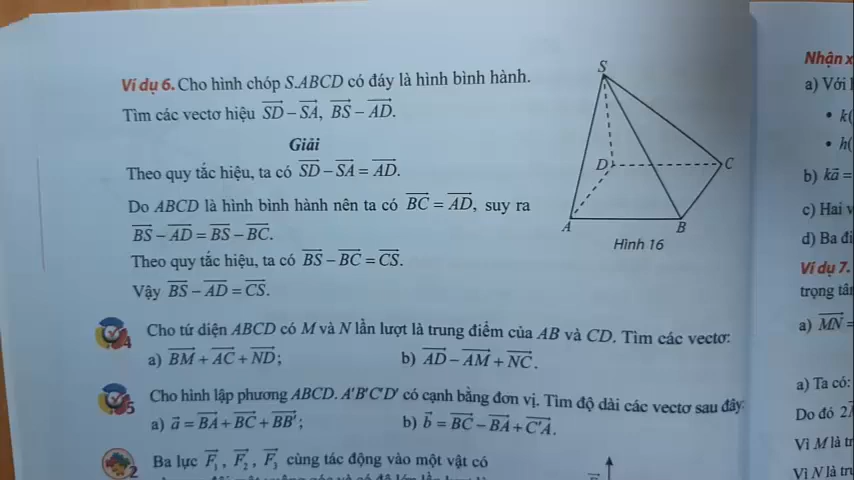 Ví dụ 6. Cho hình chóp S.ABCD có đáy là hình bình hành.
Tìm các vectơ hiệu $\overrightarrow{SD} - \overrightarrow{SA}$, $\overrightarrow{BS} - \overrightarrow{AD}$.
Giải
Theo quy tắc hiệu, ta có $\overrightarrow{SD} - \overrightarrow{SA} = \overrightarrow{AD}$.
Do ABCD là hình bình hành nên ta có $\overrightarrow{BC} = \overrightarrow{AD}$, suy ra
$\overrightarrow{BS} - \overrightarrow{AD} = \overrightarrow{BS} - \overrightarrow{BC}$.
Theo quy tắc hiệu, ta có $\overrightarrow{BS} - \overrightarrow{BC} = \overrightarrow{CS}$.
Vậy $\overrightarrow{BS} - \overrightarrow{AD} = \overrightarrow{CS}$.
S
D
C
A
B
Hình 16
4 Cho tứ diện ABCD có M và N lần lượt là trung điểm của AB và CD. Tìm các vectơ:
a) $\overrightarrow{BM} + \overrightarrow{AC} + \overrightarrow{ND}$; b) $\overrightarrow{AD} - \overrightarrow{AM} + \overrightarrow{NC}$.
5 Cho hình lập phương ABCD. A'B'C'D' có cạnh bằng đơn vị. Tìm độ dài các vectơ sau đây:
a) $\vec{a} = \overrightarrow{BA} + \overrightarrow{BC} + \overrightarrow{BB'}$; b) $\vec{b} = \overrightarrow{BC} - \overrightarrow{BA} + \overrightarrow{C'A}$.
2 Ba lực $\overrightarrow{F_1}$, $\overrightarrow{F_2}$, $\overrightarrow{F_3}$ cùng tác động vào một vật có
Nhận x
a) Với
• k(
• h(
b) k$\vec{a}$ =
c) Hai v
d) Ba đi
Ví dụ 7.
trọng tâ
a) $\overrightarrow{MN}$ =
a) Ta có:
Do đó 2
Vì M là tr
Vì N là tru